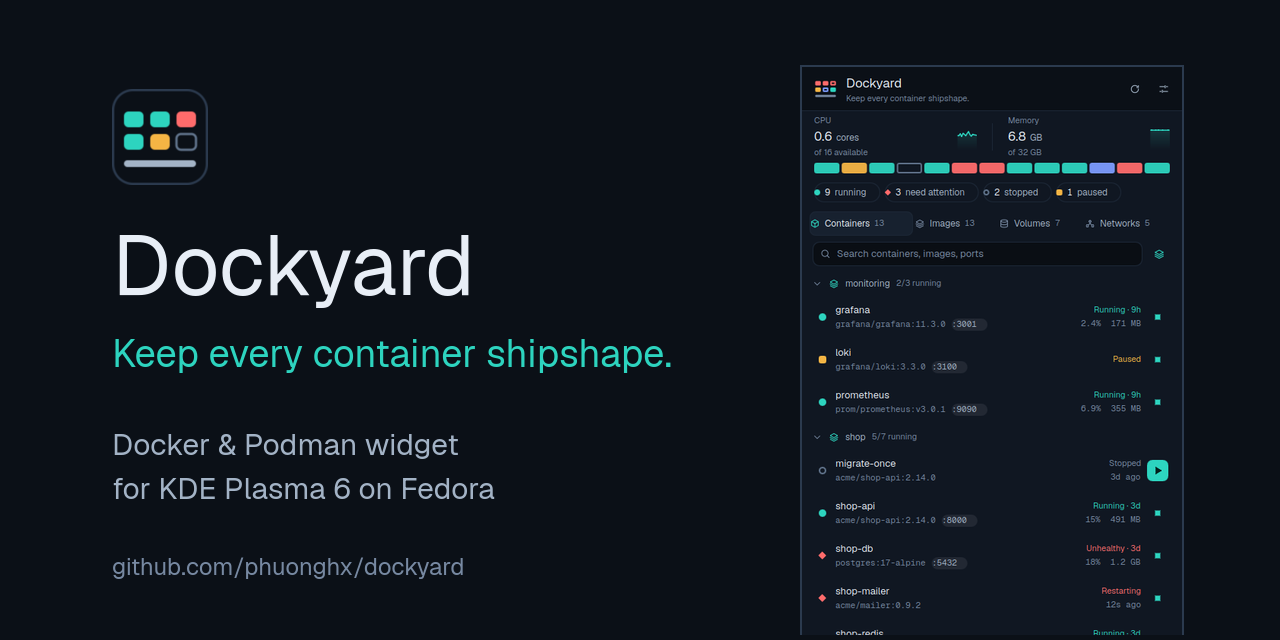 Dockyard
Keep every container shipshape.
Docker & Podman widget
for KDE Plasma 6 on Fedora
github.com/phuonghx/dockyard
Dockyard
Keep every container shipshape.
CPU
0.6 cores
of 16 available
Memory
6.8 GB
of 32 GB
9 running 3 need attention 2 stopped 1 paused
Containers 13 Images 13 Volumes 7 Networks 5
Search containers, images, ports
monitoring 2/3 running
grafana Running · 9h
grafana/grafana:11.3.0 :3001 2.4% 171 MB
loki Paused
grafana/loki:3.3.0 :3100
prometheus Running · 9h
prom/prometheus:v3.0.1 :9090 6.9% 355 MB
shop 5/7 running
migrate-once Stopped
acme/shop-api:2.14.0 3d ago
shop-api Running · 3d
acme/shop-api:2.14.0 :8000 15% 491 MB
shop-db Unhealthy · 3d
postgres:17-alpine :5432 18% 1.2 GB
shop-mailer Restarting
acme/mailer:0.9.2 12s ago
shop-redis Running · 3d